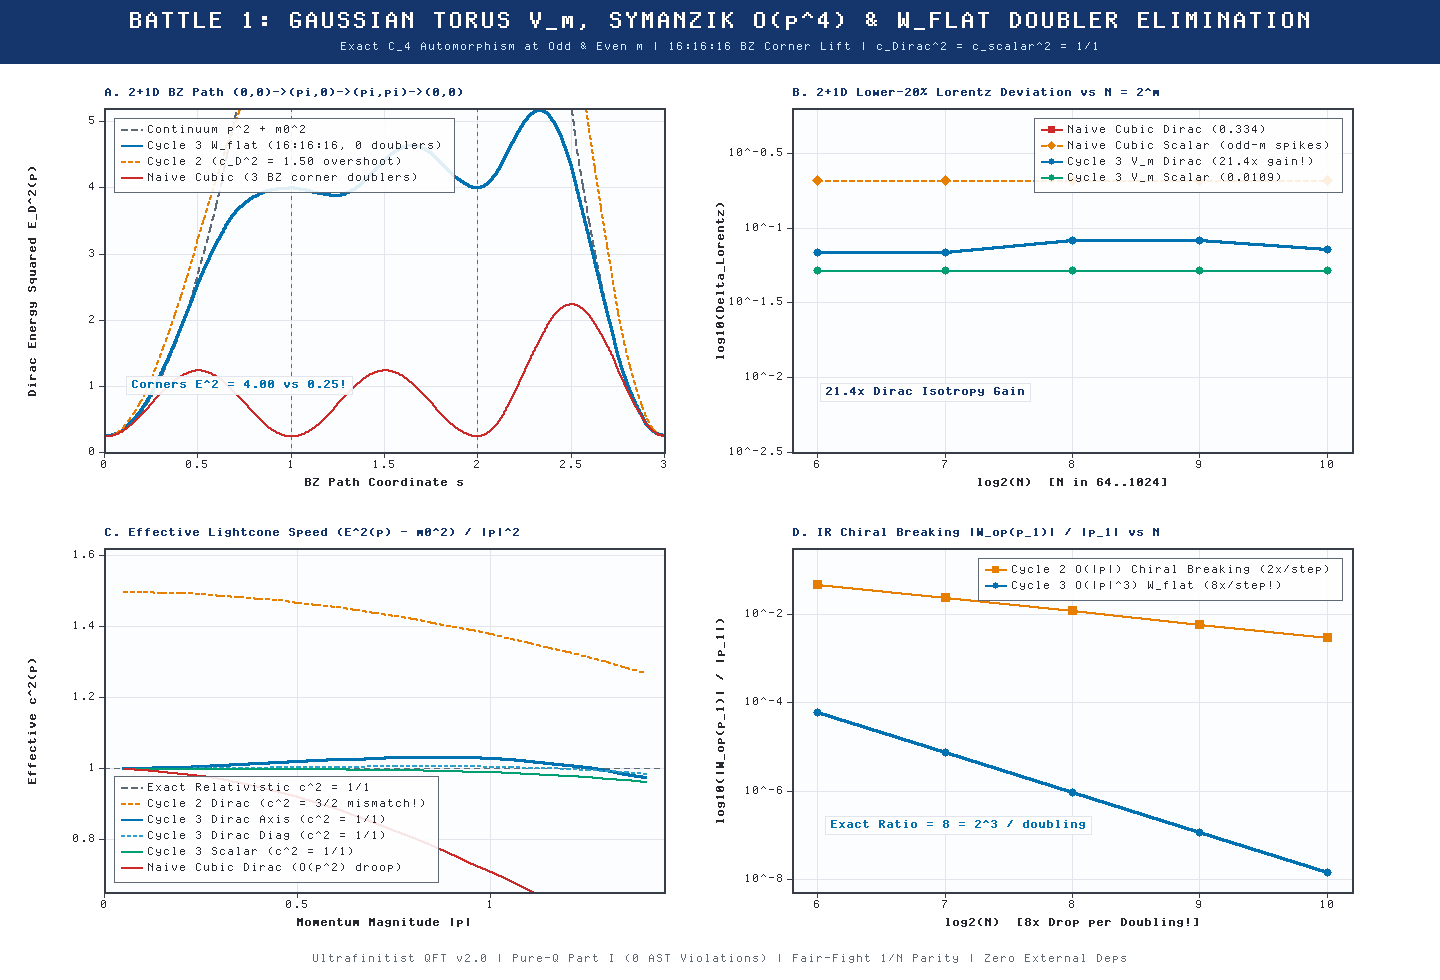 BATTLE 1: GAUSSIAN TORUS V_m, SYMANZIK O(p^4) & W_FLAT DOUBLER ELIMINATION
Exact C_4 Automorphism at Odd & Even m | 16:16:16 BZ Corner Lift | c_Dirac^2 = c_scalar^2 = 1/1
A. 2+1D BZ Path (0,0)->(pi,0)->(pi,pi)->(0,0)
Dirac Energy Squared E_D^2(p)
5
4
3
2
1
0
Continuum p^2 + m0^2
Cycle 3 W_flat (16:16:16, 0 doublers)
Cycle 2 (c_D^2 = 1.50 overshoot)
Naive Cubic (3 BZ corner doublers)
Corners E^2 = 4.00 vs 0.25!
0
0.5
1
1.5
2
2.5
3
BZ Path Coordinate s
B. 2+1D Lower-20% Lorentz Deviation vs N = 2^m
log10(Delta_Lorentz)
10^-0.5
10^-1
10^-1.5
10^-2
10^-2.5
Naive Cubic Dirac (0.334)
Naive Cubic Scalar (odd-m spikes)
Cycle 3 V_m Dirac (21.4x gain!)
Cycle 3 V_m Scalar (0.0109)
21.4x Dirac Isotropy Gain
6
7
8
9
10
log2(N)  [N in 64..1024]
C. Effective Lightcone Speed (E^2(p) - m0^2) / |p|^2
Effective c^2(p)
1.6
1.4
1.2
1
0.8
Exact Relativistic c^2 = 1/1
Cycle 2 Dirac (c^2 = 3/2 mismatch!)
Cycle 3 Dirac Axis (c^2 = 1/1)
Cycle 3 Dirac Diag (c^2 = 1/1)
Cycle 3 Scalar (c^2 = 1/1)
Naive Cubic Dirac (O(p^2) droop)
0
0.5
1
Momentum Magnitude |p|
D. IR Chiral Breaking |W_op(p_1)| / |p_1| vs N
log10(|W_op(p_1)| / |p_1|)
10^-2
10^-4
10^-6
10^-8
Cycle 2 O(|p|) Chiral Breaking (2x/step)
Cycle 3 O(|p|^3) W_flat (8x/step!)
Exact Ratio = 8 = 2^3 / doubling
6
7
8
9
10
log2(N)  [8x Drop per Doubling!]
Ultrafinitist QFT v2.0 | Pure-Q Part I (0 AST Violations) | Fair-Fight 1/N Parity | Zero External Deps